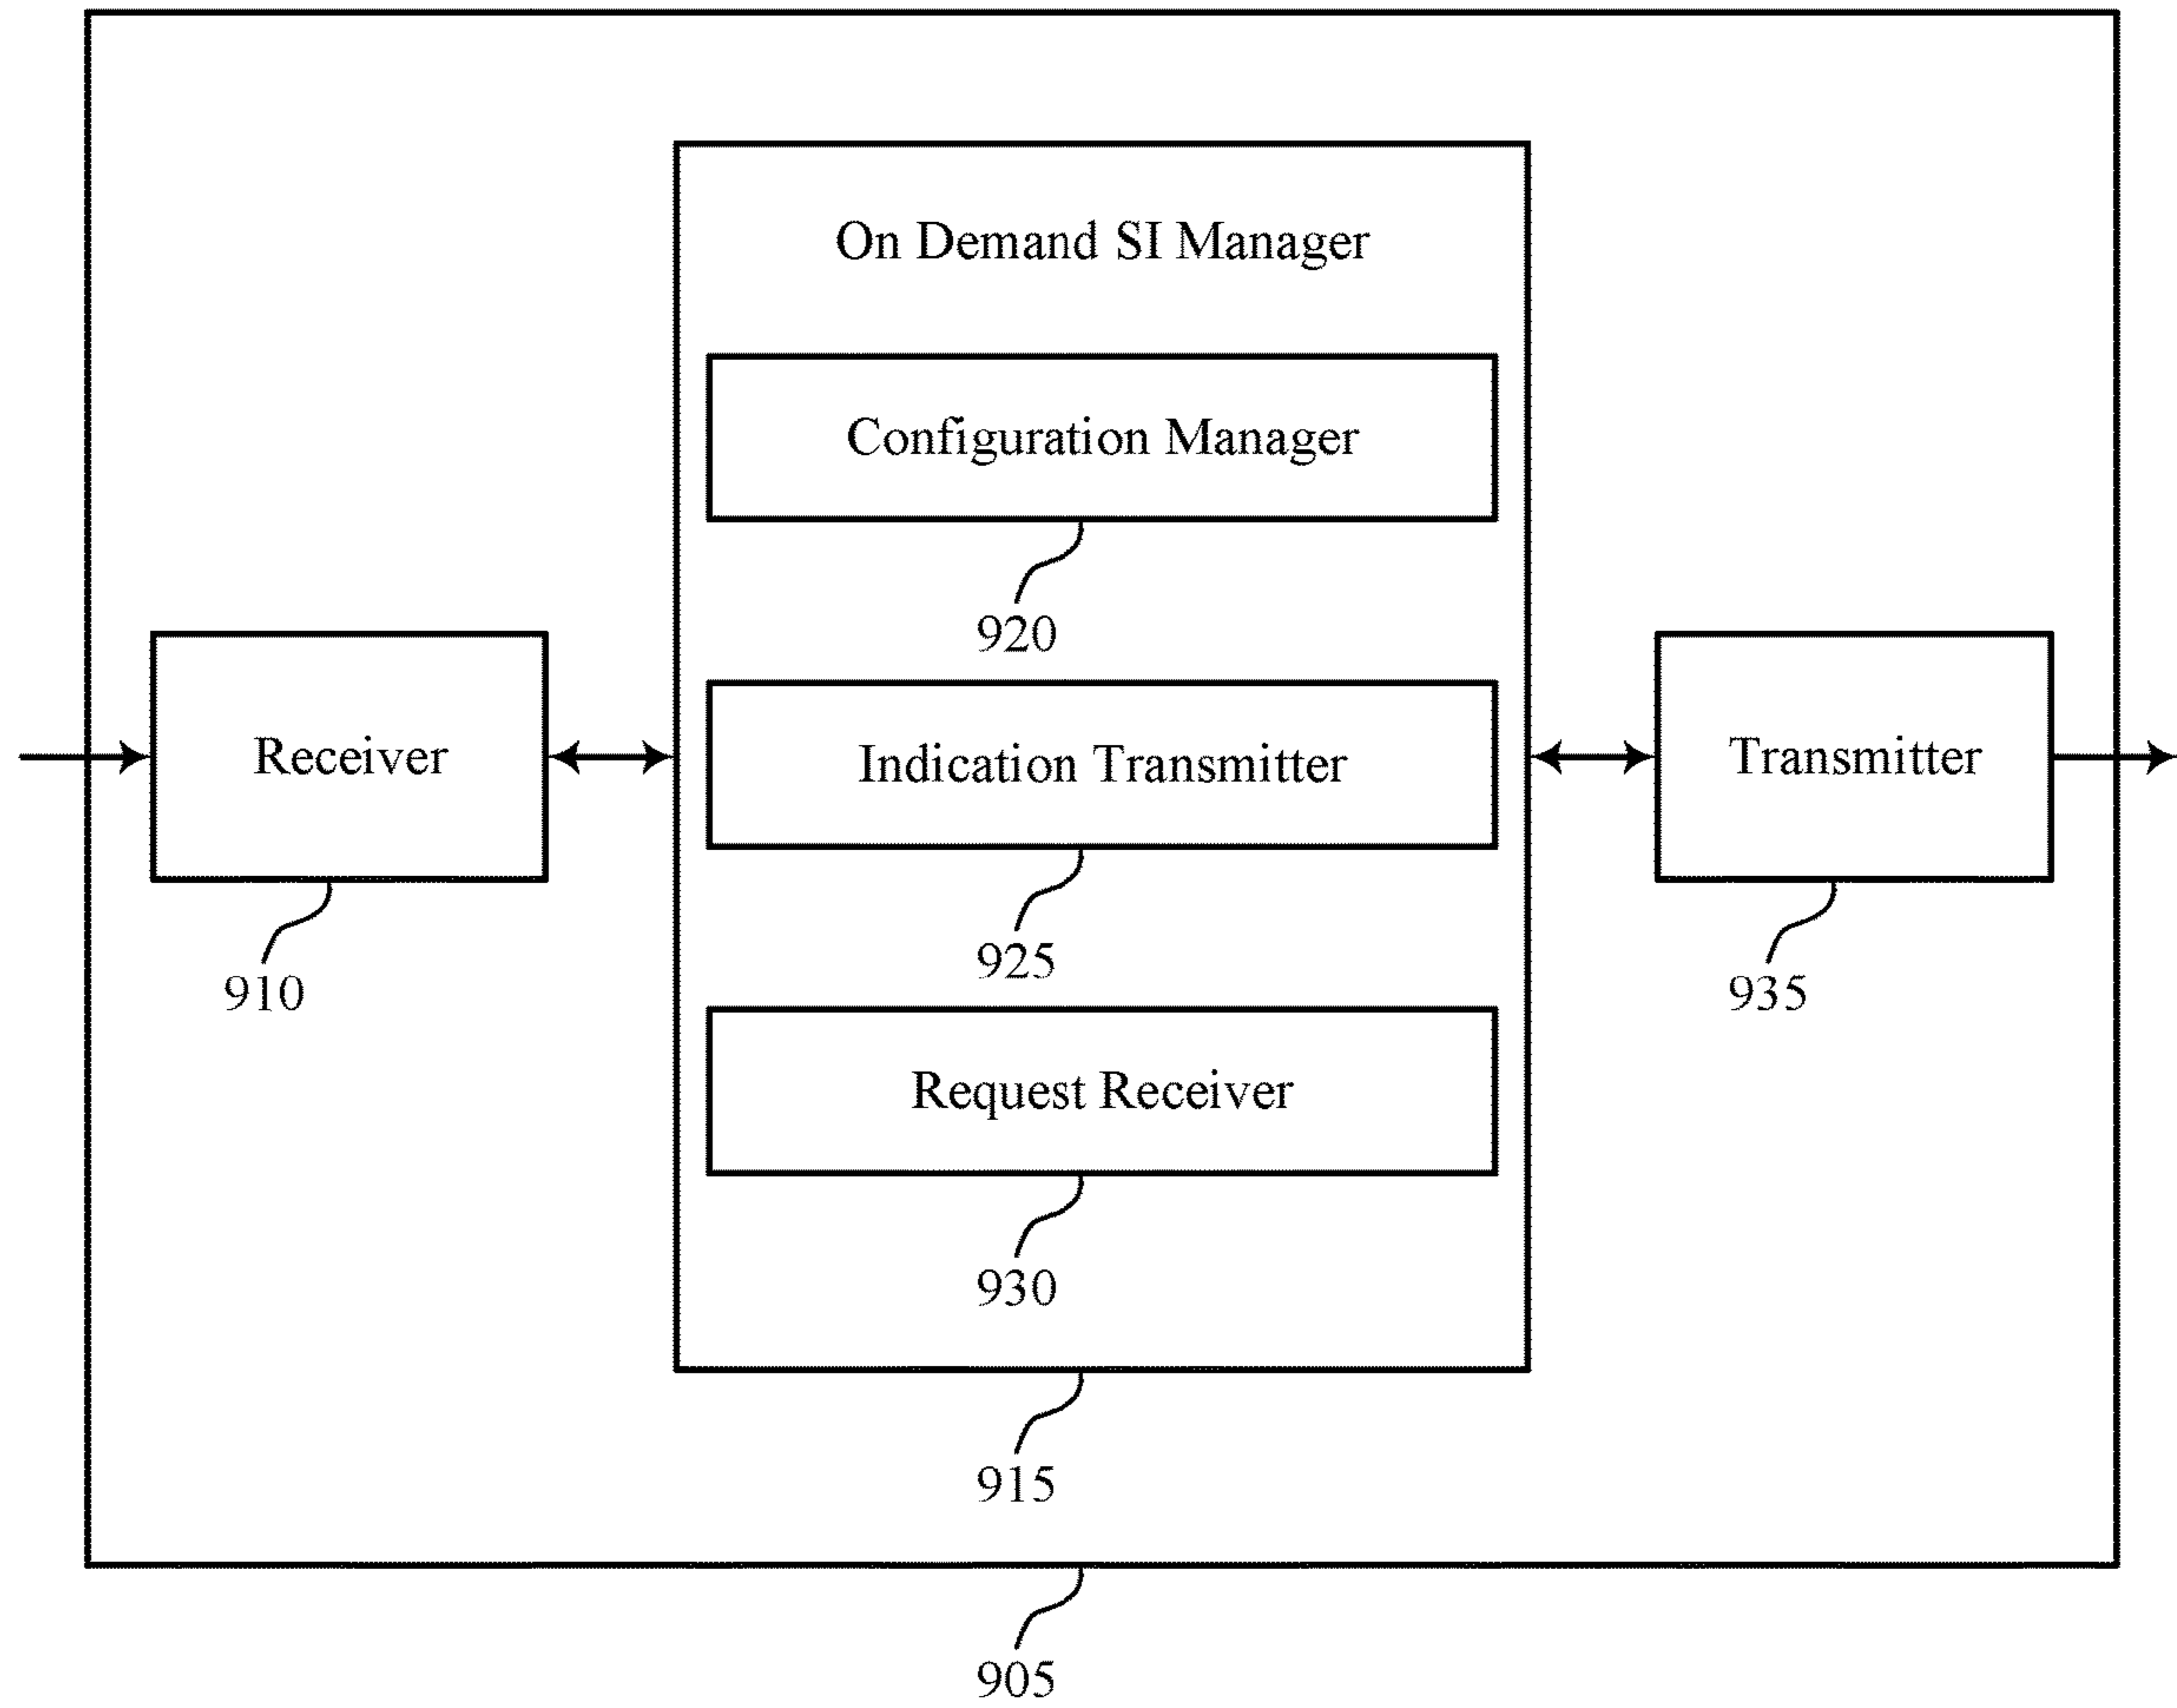 On Demand SI Manager
Configuration Manager
920
Receiver
Indication Transmitter
Transmitter
910
925
935
Request Receiver
930
915
905